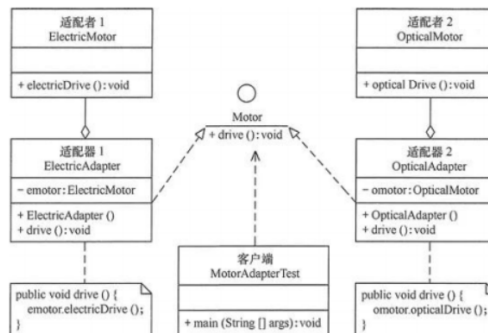 适配者 1
ElectricMotor
+ electricDrive () : void
适配者 2
OpticalMotor
+ optical Drive () : void
Motor
+ drive () : void
适配器 1
ElectricAdapter
- emotor : ElectricMotor
+ ElectricAdapter ()
+ drive () : void
适配器 2
OpticalAdapter
- omotor : OpticalMotor
+ OpticalAdapter ()
+ drive () : void
客户端
MotorAdapterTest
+ main (String [] args) : void
public void drive () {
emotor.electricDrive ();
}
public void drive () {
omotor.opticalDrive ();
}